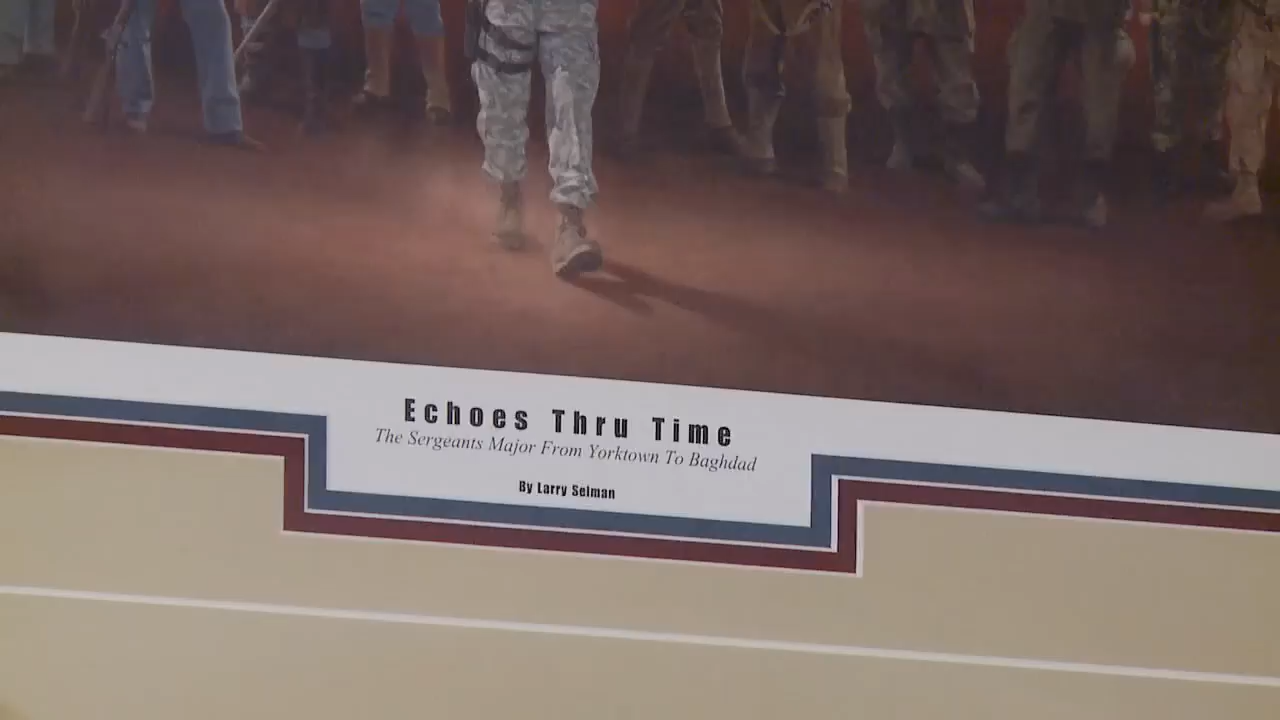 Echoes Thru Time
The Sergeants Major From Yorktown To Baghdad
By Larry Selman